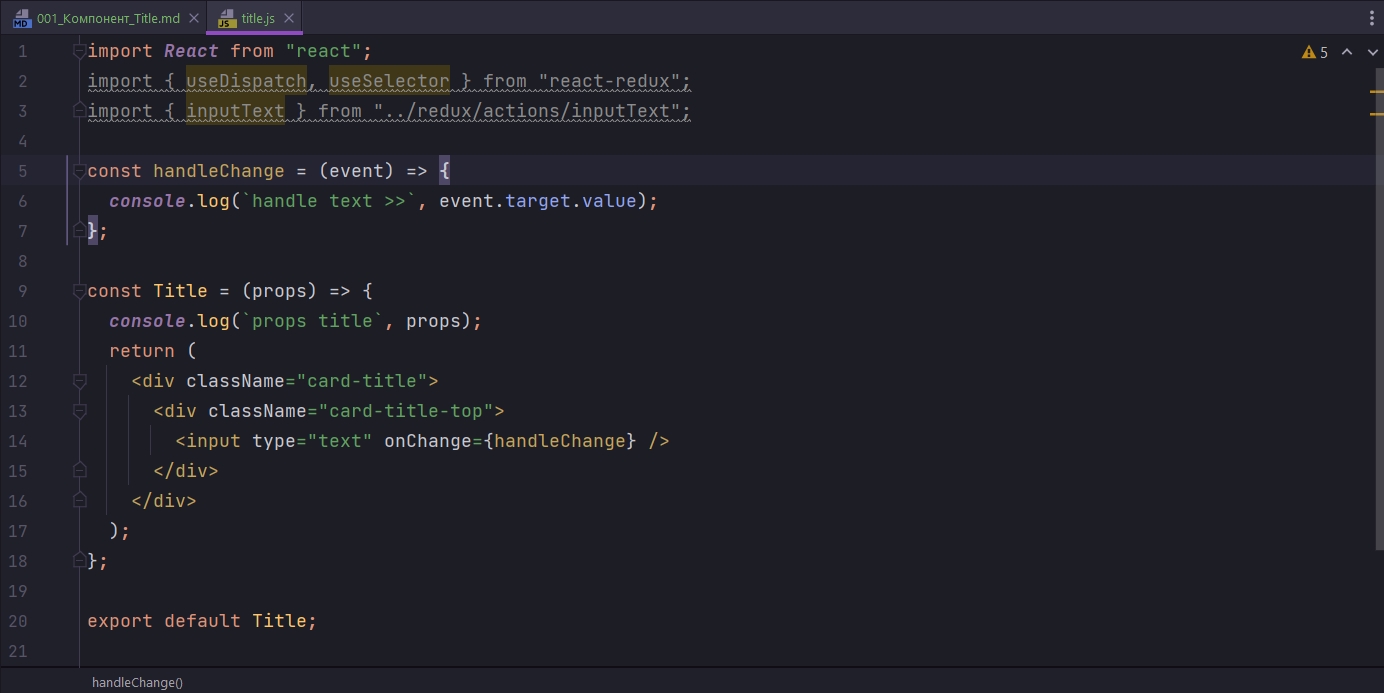 001_Компонент_Title.md title.js
1 import React from "react"; 5
2 import { useDispatch, useSelector } from "react-redux";
3 import { inputText } from "../redux/actions/inputText";
4
5 const handleChange = (event) => {
6 console.log(`handle text >>`, event.target.value);
7 };
8
9 const Title = (props) => {
10 console.log(`props title`, props);
11 return (
12 <div className="card-title">
13 <div className="card-title-top">
14 <input type="text" onChange={handleChange} />
15 </div>
16 </div>
17 );
18 };
19
20 export default Title;
21
handleChange()